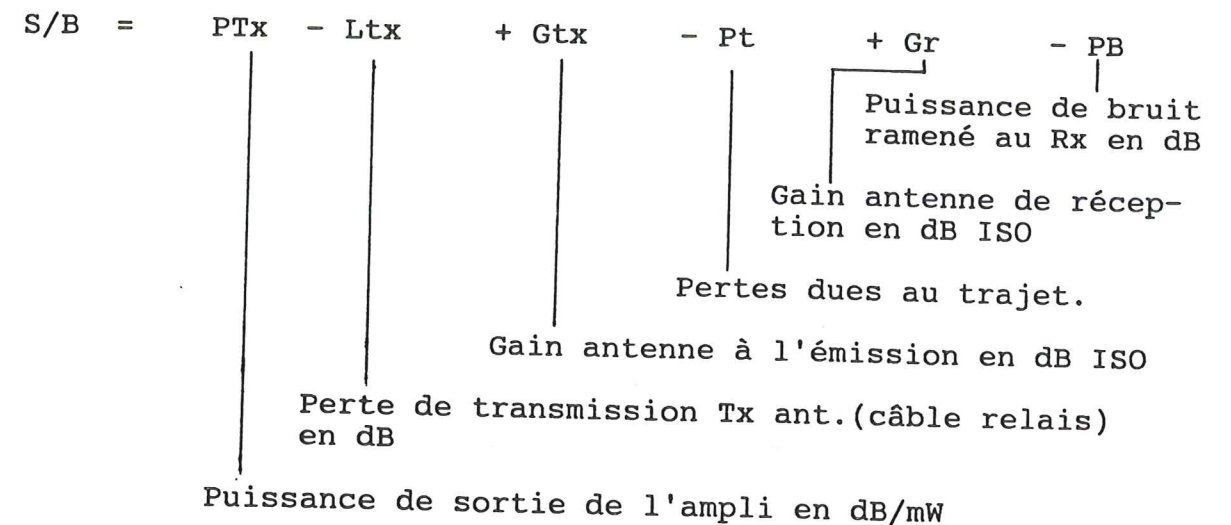 S/B = PTx - Ltx + Gtx - Pt + Gr - PB
Puissance de bruit
ramené au Rx en dB
Gain antenne de récep-
tion en dB ISO
Pertes dues au trajet.
Gain antenne à l'émission en dB ISO
Perte de transmission Tx ant.(câble relais)
en dB
Puissance de sortie de l'ampli en dB/mW